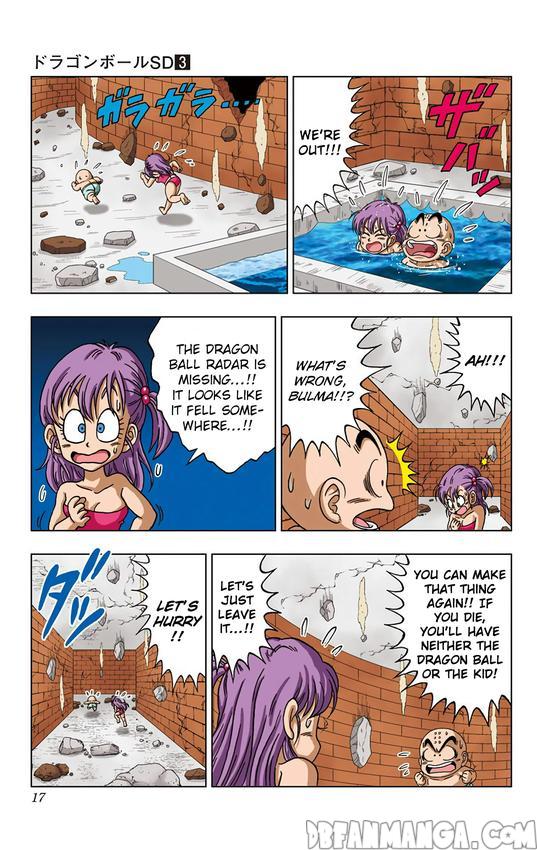 ドラゴンボールSD3
WE'RE
OUT!!!
ザバッ
ガラガラ・・・・
AH!!!
WHAT'S
WRONG,
BULMA!!?
THE DRAGON
BALL RADAR IS
MISSING...!!
IT LOOKS LIKE
IT FELL SOME-
WHERE...!!
YOU CAN MAKE
THAT THING
AGAIN!! IF
YOU DIE,
YOU'LL HAVE
NEITHER THE
DRAGON BALL
OR THE KID!
LET'S
JUST
LEAVE
IT...!!
LET'S
HURRY
!!
ダッ
17
DBFANMANGA.COM